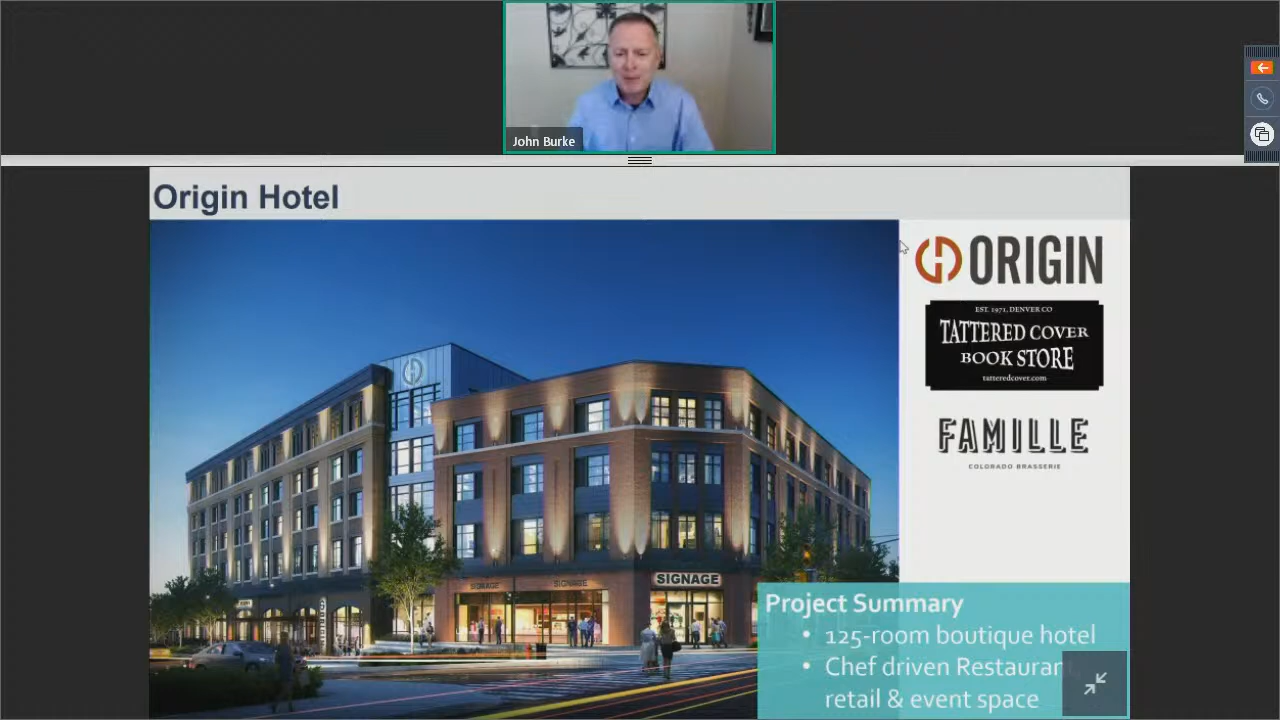 John Burke
Origin Hotel
ORIGIN
EST. 1971, DENVER CO
TATTERED COVER
BOOK STORE
tatteredcover.com
FAMILLE
COLORADO BRASSERIE
SIGNAGE
SIGNAGE
SIGNAGE
Project Summary
• 125-room boutique hotel
• Chef driven Restaurant
retail & event space